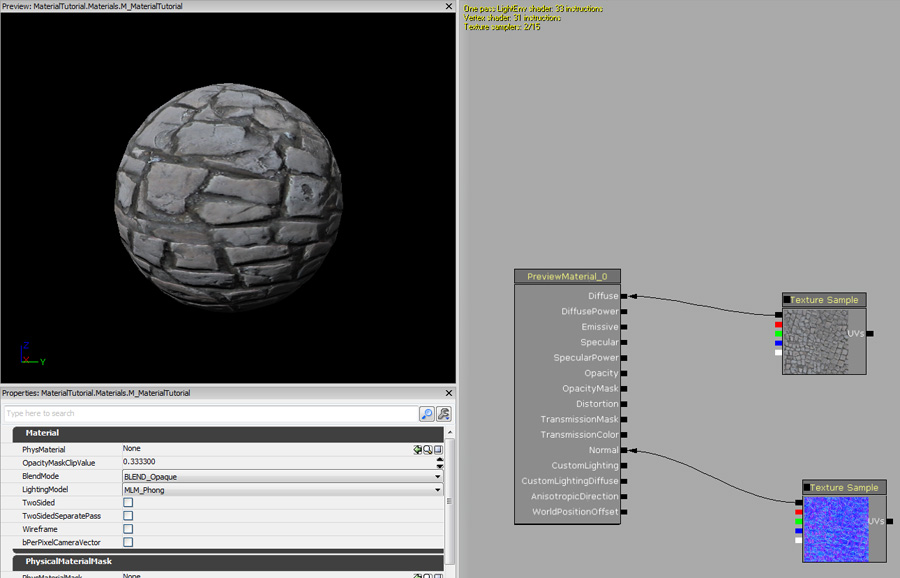 Preview: MaterialTutorial.Materials.M_MaterialTutorial
Z
X
Y
Properties: MaterialTutorial.Materials.M_MaterialTutorial
Type here to search
Material
PhysMaterial None
OpacityMaskClipValue 0.333300
BlendMode BLEND_Opaque
LightingModel MLM_Phong
TwoSided
TwoSidedSeparatePass
Wireframe
bPerPixelCameraVector
PhysicalMaterialMask
PhysMaterialMask None
One pass LightEnv shader: 33 instructions
Vertex shader: 31 instructions
Texture samplers: 2/15
PreviewMaterial_0
Diffuse
DiffusePower
Emissive
Specular
SpecularPower
Opacity
OpacityMask
Distortion
TransmissionMask
TransmissionColor
Normal
CustomLighting
CustomLightingDiffuse
AnisotropicDirection
WorldPositionOffset
Texture Sample
UVs
Texture Sample
UVs